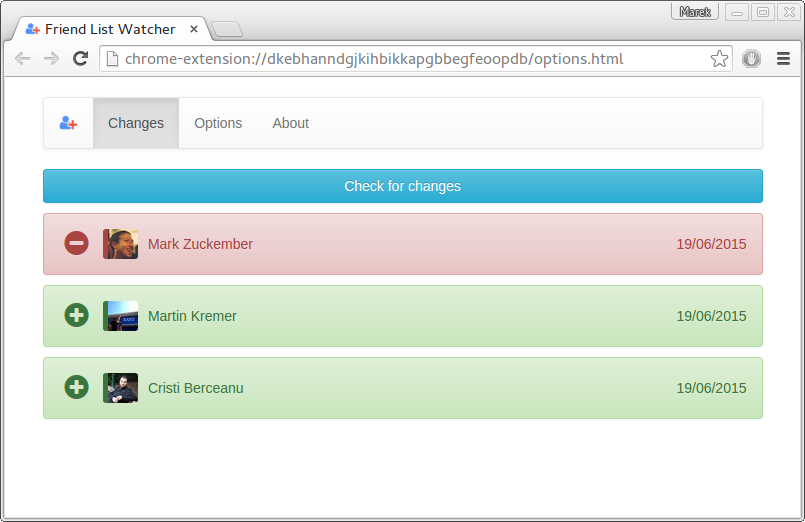 Marek
Friend List Watcher
chrome-extension://dkebhanndgjkihbikkapgbbegfeoopdb/options.html
Changes Options About
Check for changes
Mark Zuckember 19/06/2015
Martin Kremer 19/06/2015
Cristi Berceanu 19/06/2015